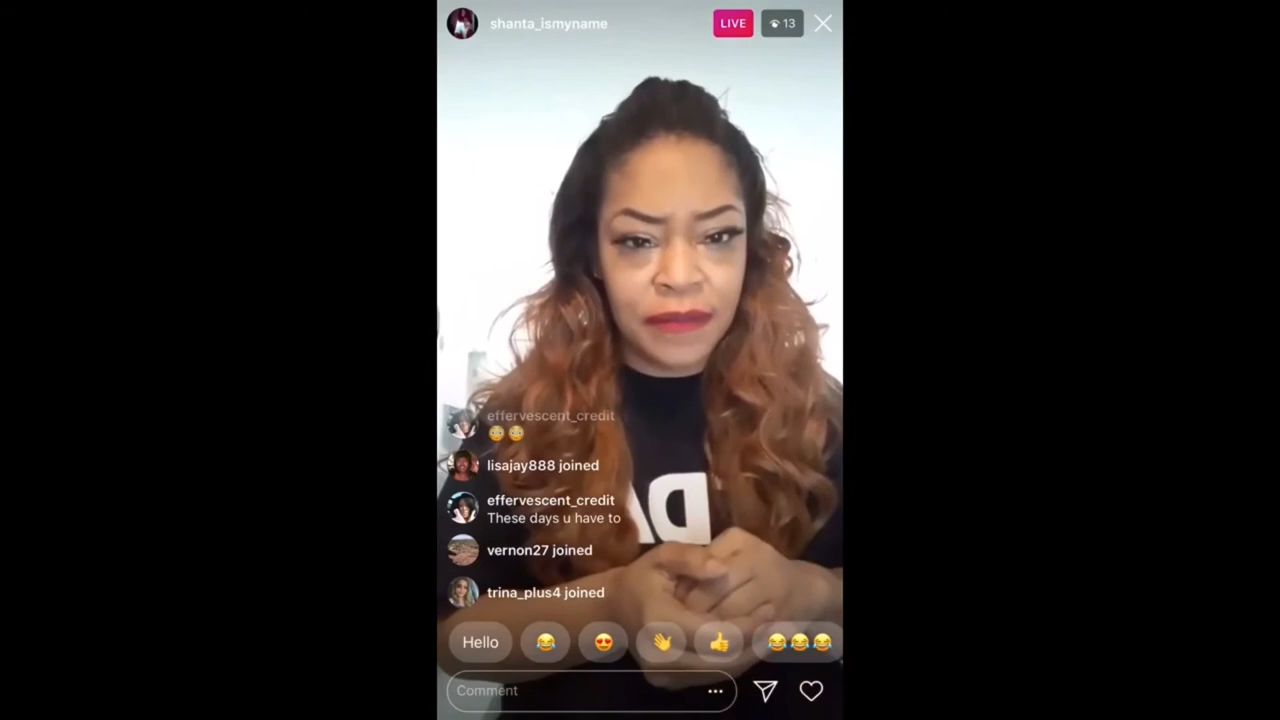 shanta_ismyname
LIVE
13
effervescent_credit
lisajay888 joined
effervescent_credit
These days u have to
vernon27 joined
trina_plus4 joined
Hello
Comment